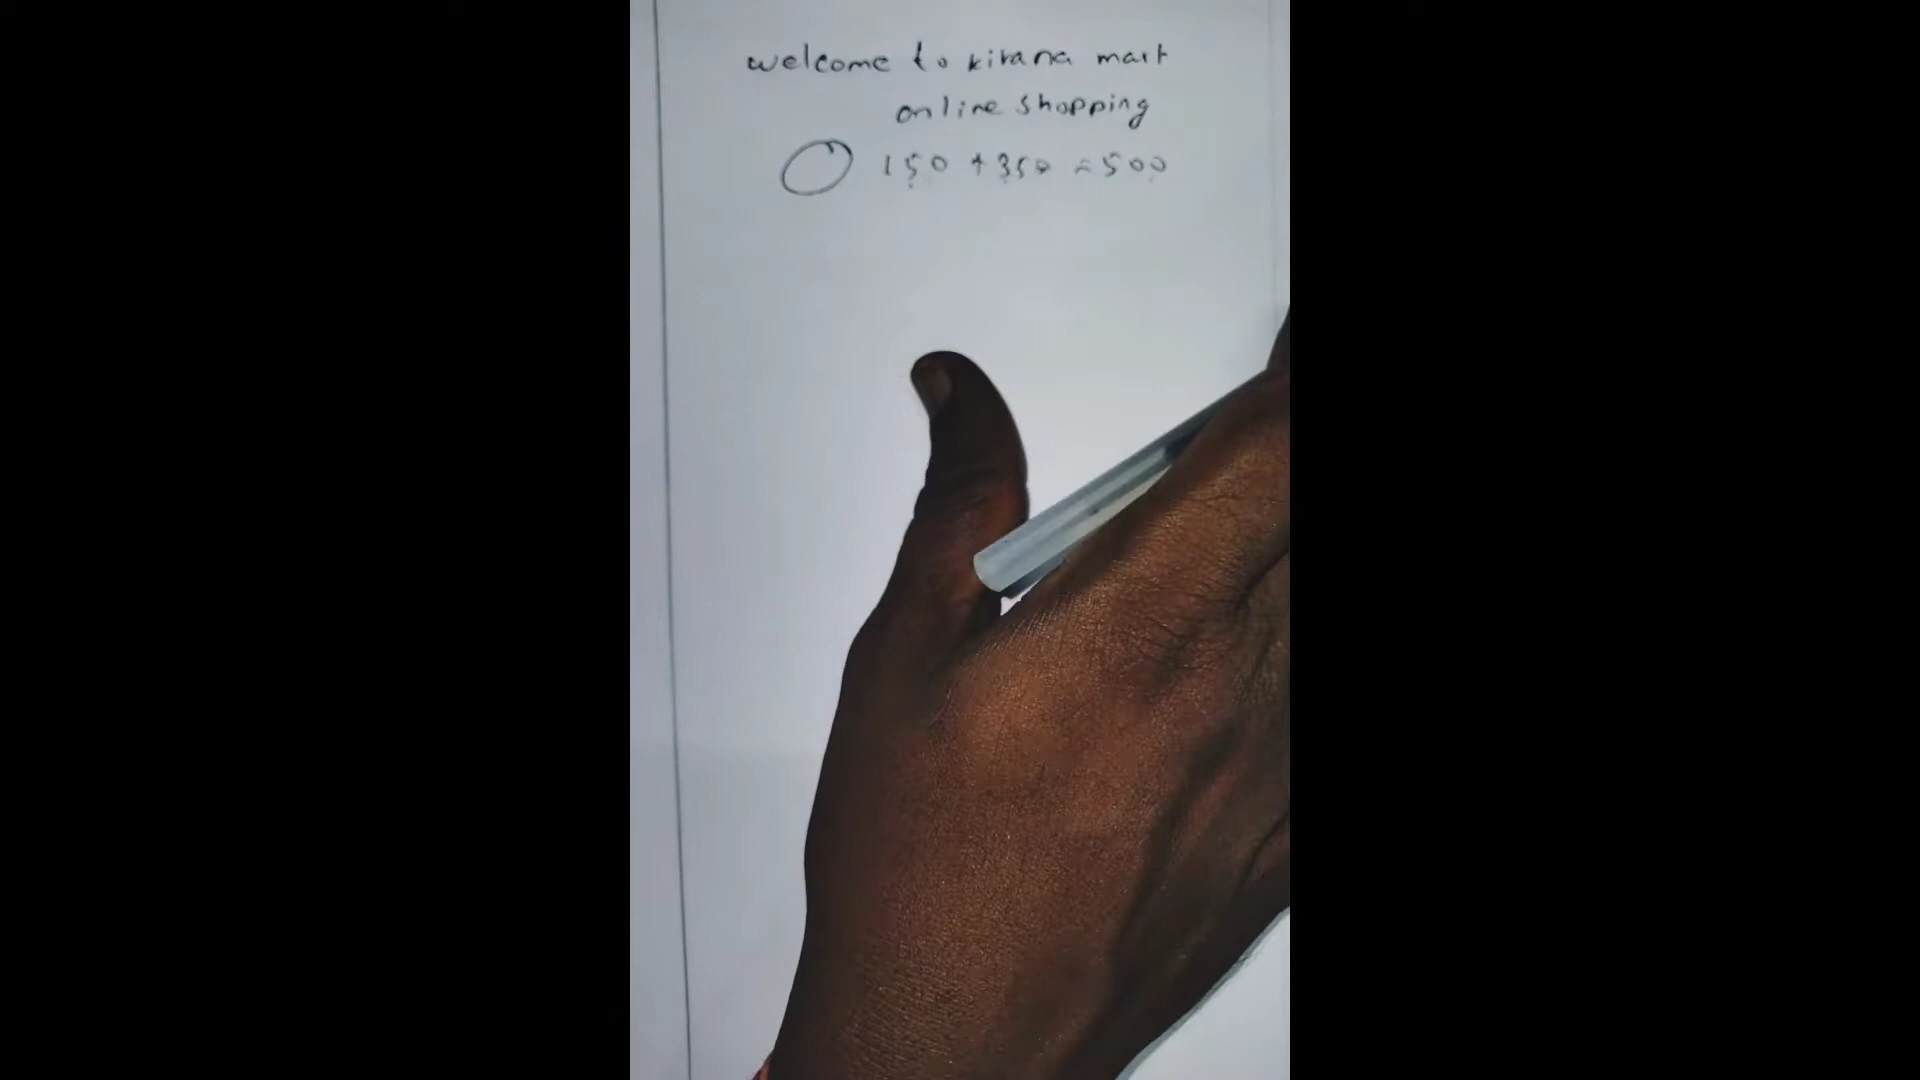 welcome to kirana mart
online shopping
150 + 350 = 500